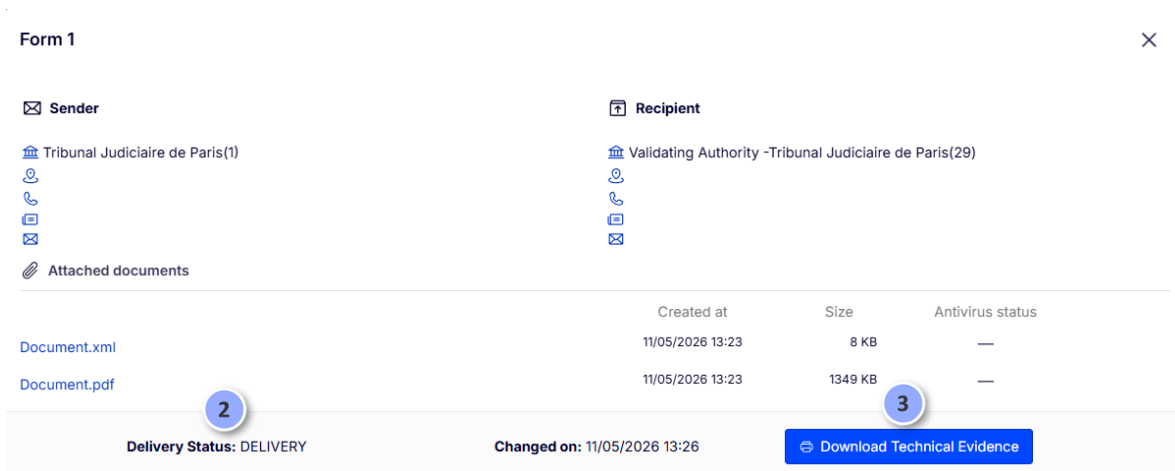 Form 1
Sender
Recipient
Tribunal Judiciaire de Paris(1)
Validating Authority -Tribunal Judiciaire de Paris(29)
Attached documents
Created at Size Antivirus status
Document.xml 11/05/2026 13:23 8 KB —
Document.pdf 11/05/2026 13:23 1349 KB —
2
3
Delivery Status: DELIVERY Changed on: 11/05/2026 13:26 Download Technical Evidence